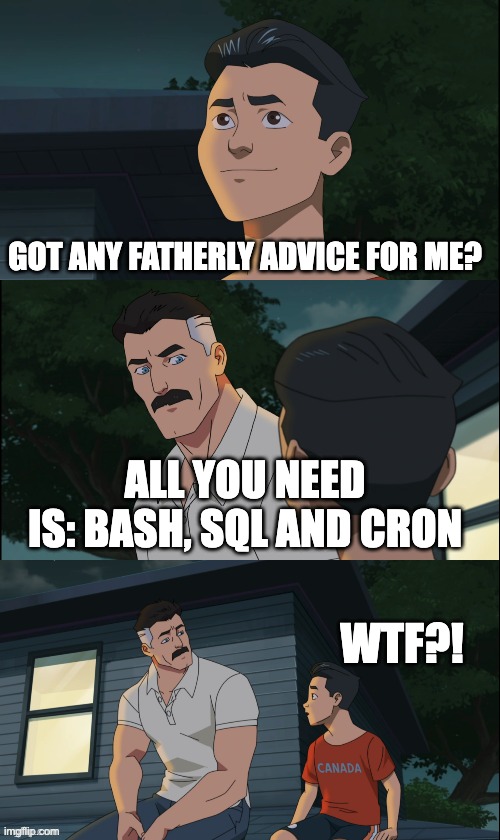 GOT ANY FATHERLY ADVICE FOR ME?
ALL YOU NEED
IS: BASH, SQL AND CRON
WTF?!
CANADA
imgflip.com